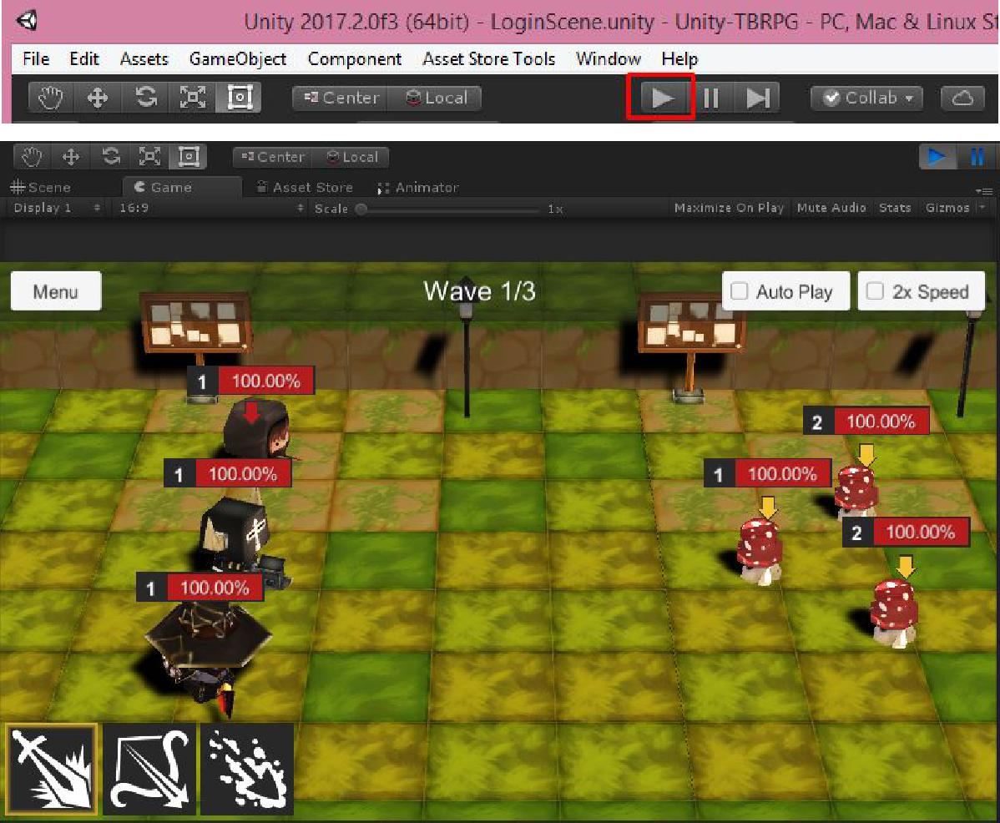 Unity 2017.2.0f3 (64bit) - LoginScene.unity - Unity-TBRPG - PC, Mac & Linux St
File Edit Assets GameObject Component Asset Store Tools Window Help
Center Local Collab
Center Local
Scene Game Asset Store Animator
Display 1 16:9 Scale 1x Maximize On Play Mute Audio Stats Gizmos
Menu Wave 1/3 Auto Play 2x Speed
1 100.00%
2 100.00%
1 100.00% 1 100.00%
2 100.00%
1 100.00%